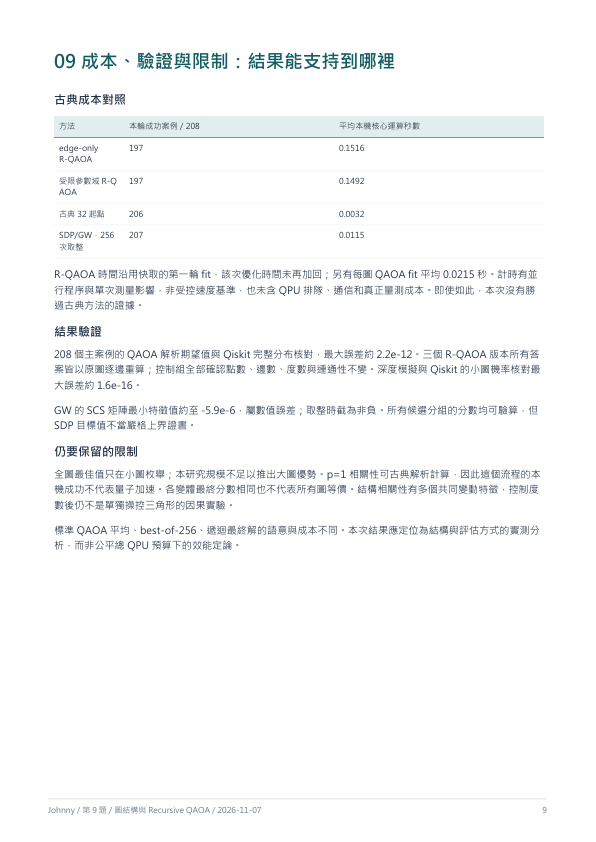 09 成本、驗證與限制：結果能支持到哪裡
古典成本對照
方法 本輪成功案例 / 208 平均本機核心運算秒數
edge-only
R-QAOA 197 0.1516
受限參數域 R-Q
AOA 197 0.1492
古典 32 起點 206 0.0032
SDP/GW · 256
次取整 207 0.0115
R-QAOA 時間沿用快取的第一輪 fit，該次優化時間未再加回；另有每圖 QAOA fit 平均 0.0215 秒。計時有並
行程序與單次測量影響，非受控速度基準，也未含 QPU 排隊、通信和真正量測成本。即使如此，本次沒有勝
過古典方法的證據。
結果驗證
208 個主案例的 QAOA 解析期望值與 Qiskit 完整分布核對，最大誤差約 2.2e-12。三個 R-QAOA 版本所有答
案皆以原圖逐邊重算；控制組全部確認點數、邊數、度數與連通性不變。深度模擬與 Qiskit 的小圖機率核對最
大誤差約 1.6e-16。
GW 的 SCS 矩陣最小特徵值約至 -5.9e-6，屬數值誤差；取整時截為非負。所有候選分組的分數均可驗算，但
SDP 目標值不當嚴格上界證書。
仍要保留的限制
全圖最佳值只在小圖枚舉；本研究規模不足以推出大圖優勢。p=1 相關性可古典解析計算，因此這個流程的本
機成功不代表量子加速。各變體最終分數相同也不代表所有圖等價。結構相關性有多個共同變動特徵，控制度
數後仍不是單獨操控三角形的因果實驗。
標準 QAOA 平均、best-of-256、遞迴最終解的語意與成本不同。本次結果應定位為結構與評估方式的實測分
析，而非公平總 QPU 預算下的效能定論。
Johnny / 第 9 題 / 圖結構與 Recursive QAOA / 2026-11-07 9